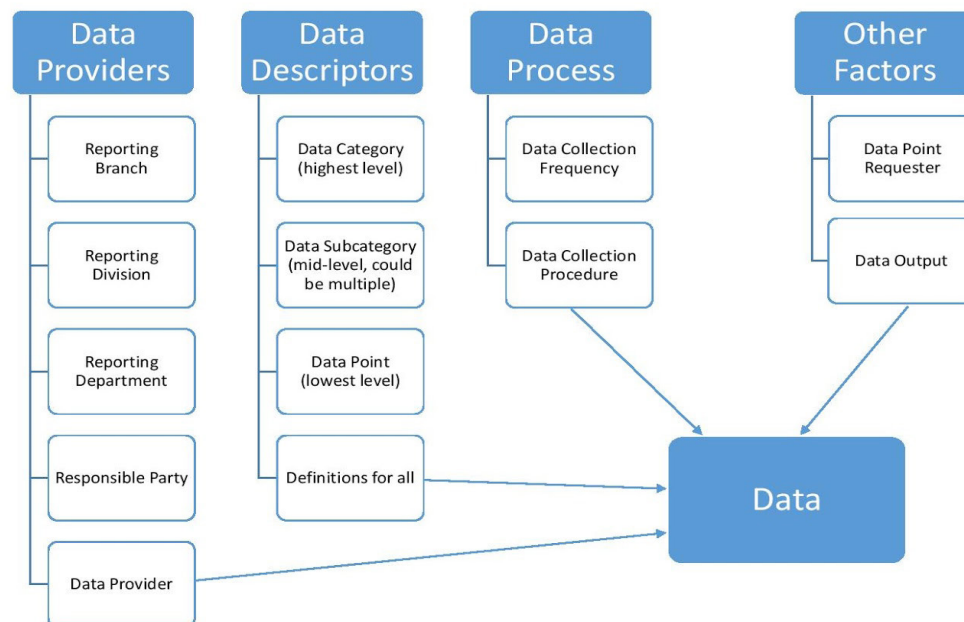 Data
Providers
Reporting
Branch
Reporting
Division
Reporting
Department
Responsible Party
Data Provider
Data
Descriptors
Data Category
(highest level)
Data Subcategory
(mid-level, could
be multiple)
Data Point
(lowest level)
Definitions for all
Data
Process
Data Collection
Frequency
Data Collection
Procedure
Other
Factors
Data Point
Requester
Data Output
Data